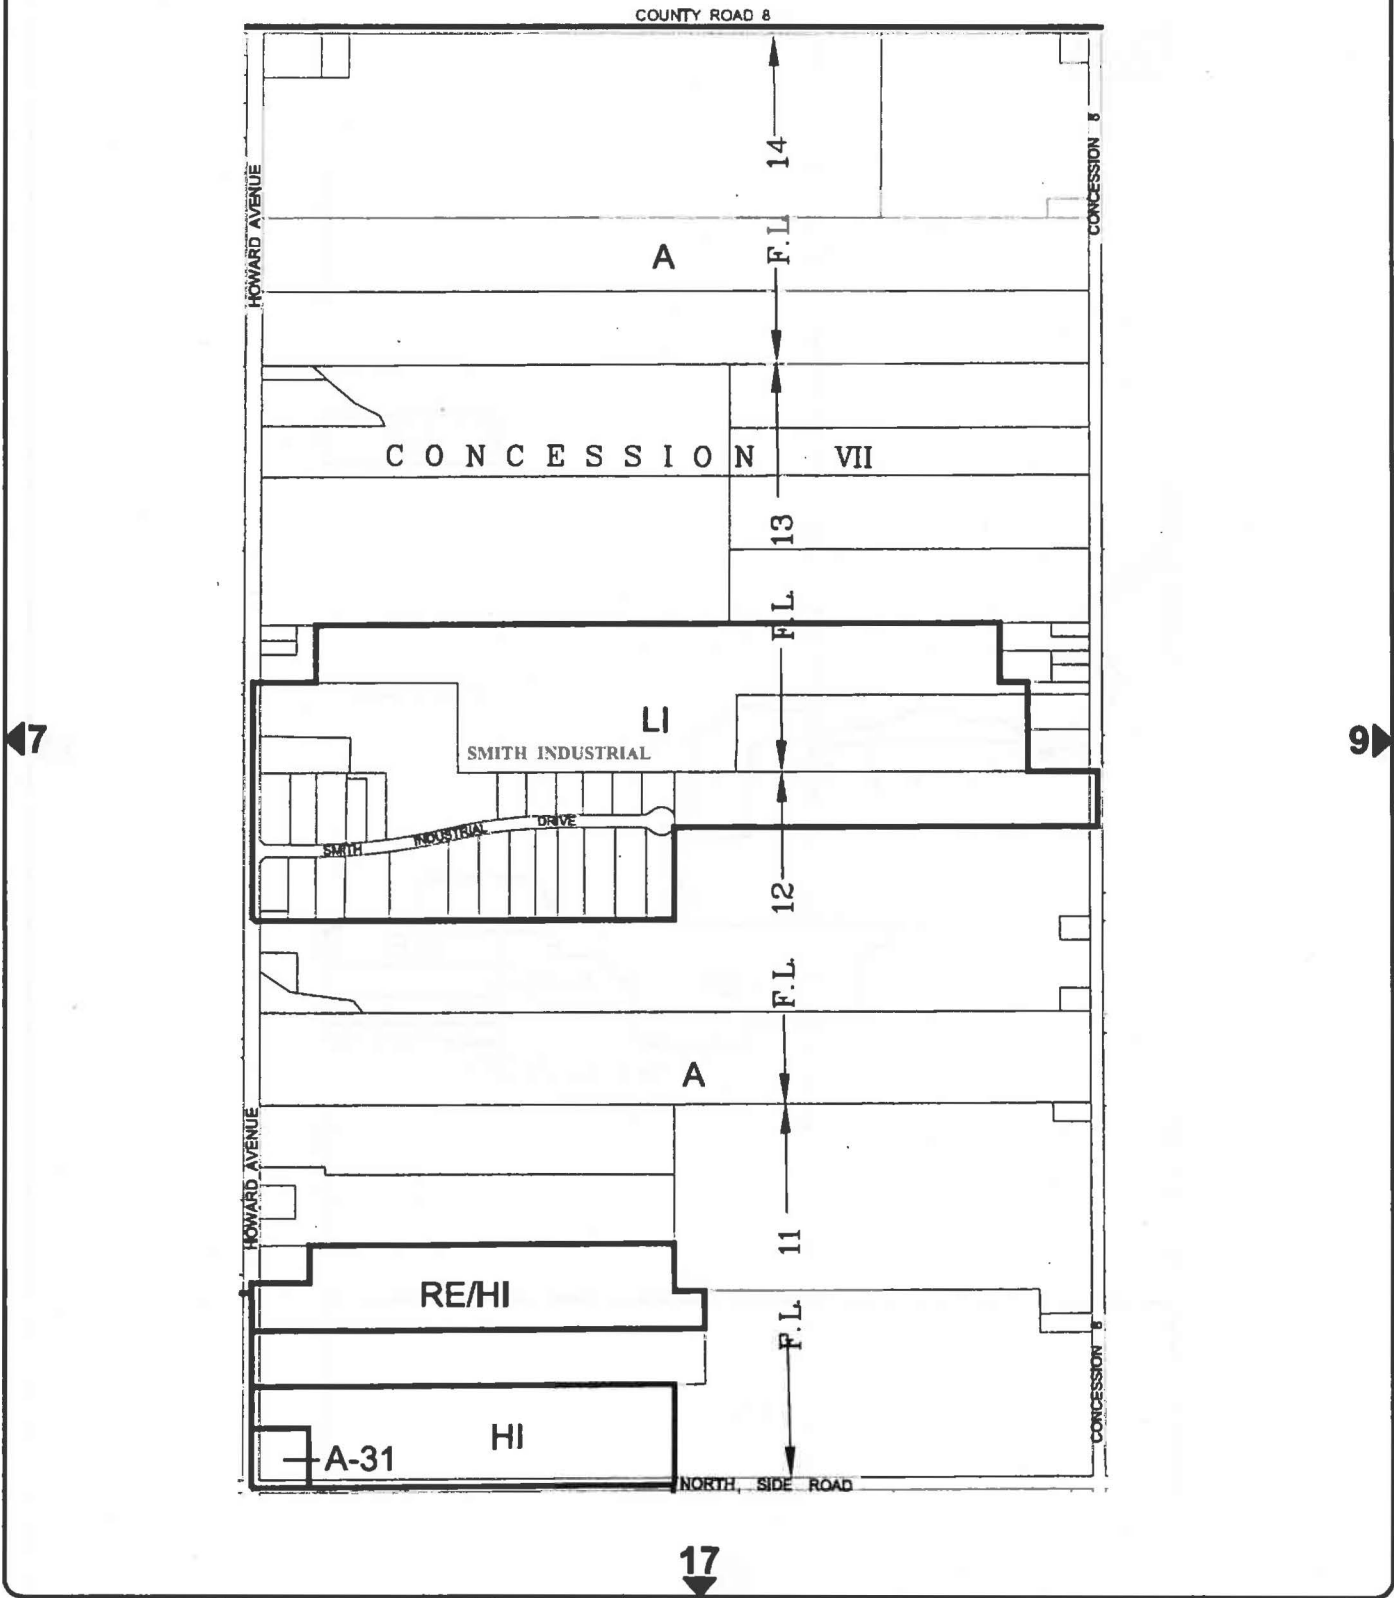 COUNTY ROAD 8
14
HOWARD AVENUE
CONCESSION 8
F.L.
A
CONCESSION VII
13
F.L.
LI
7
9
SMITH INDUSTRIAL
SMITH INDUSTRIAL DRIVE
12
F.L.
A
HOWARD AVENUE
11
RE/HI
F.L.
CONCESSION 8
HI
A-31
NORTH SIDE ROAD
17